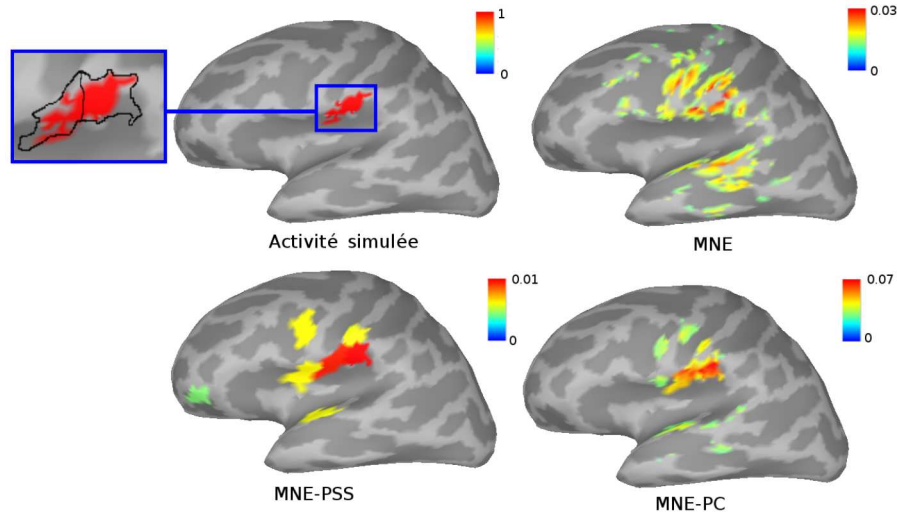 1
0
0.03
0
Activité simulée
MNE
0.01
0
0.07
0
MNE-PSS
MNE-PC